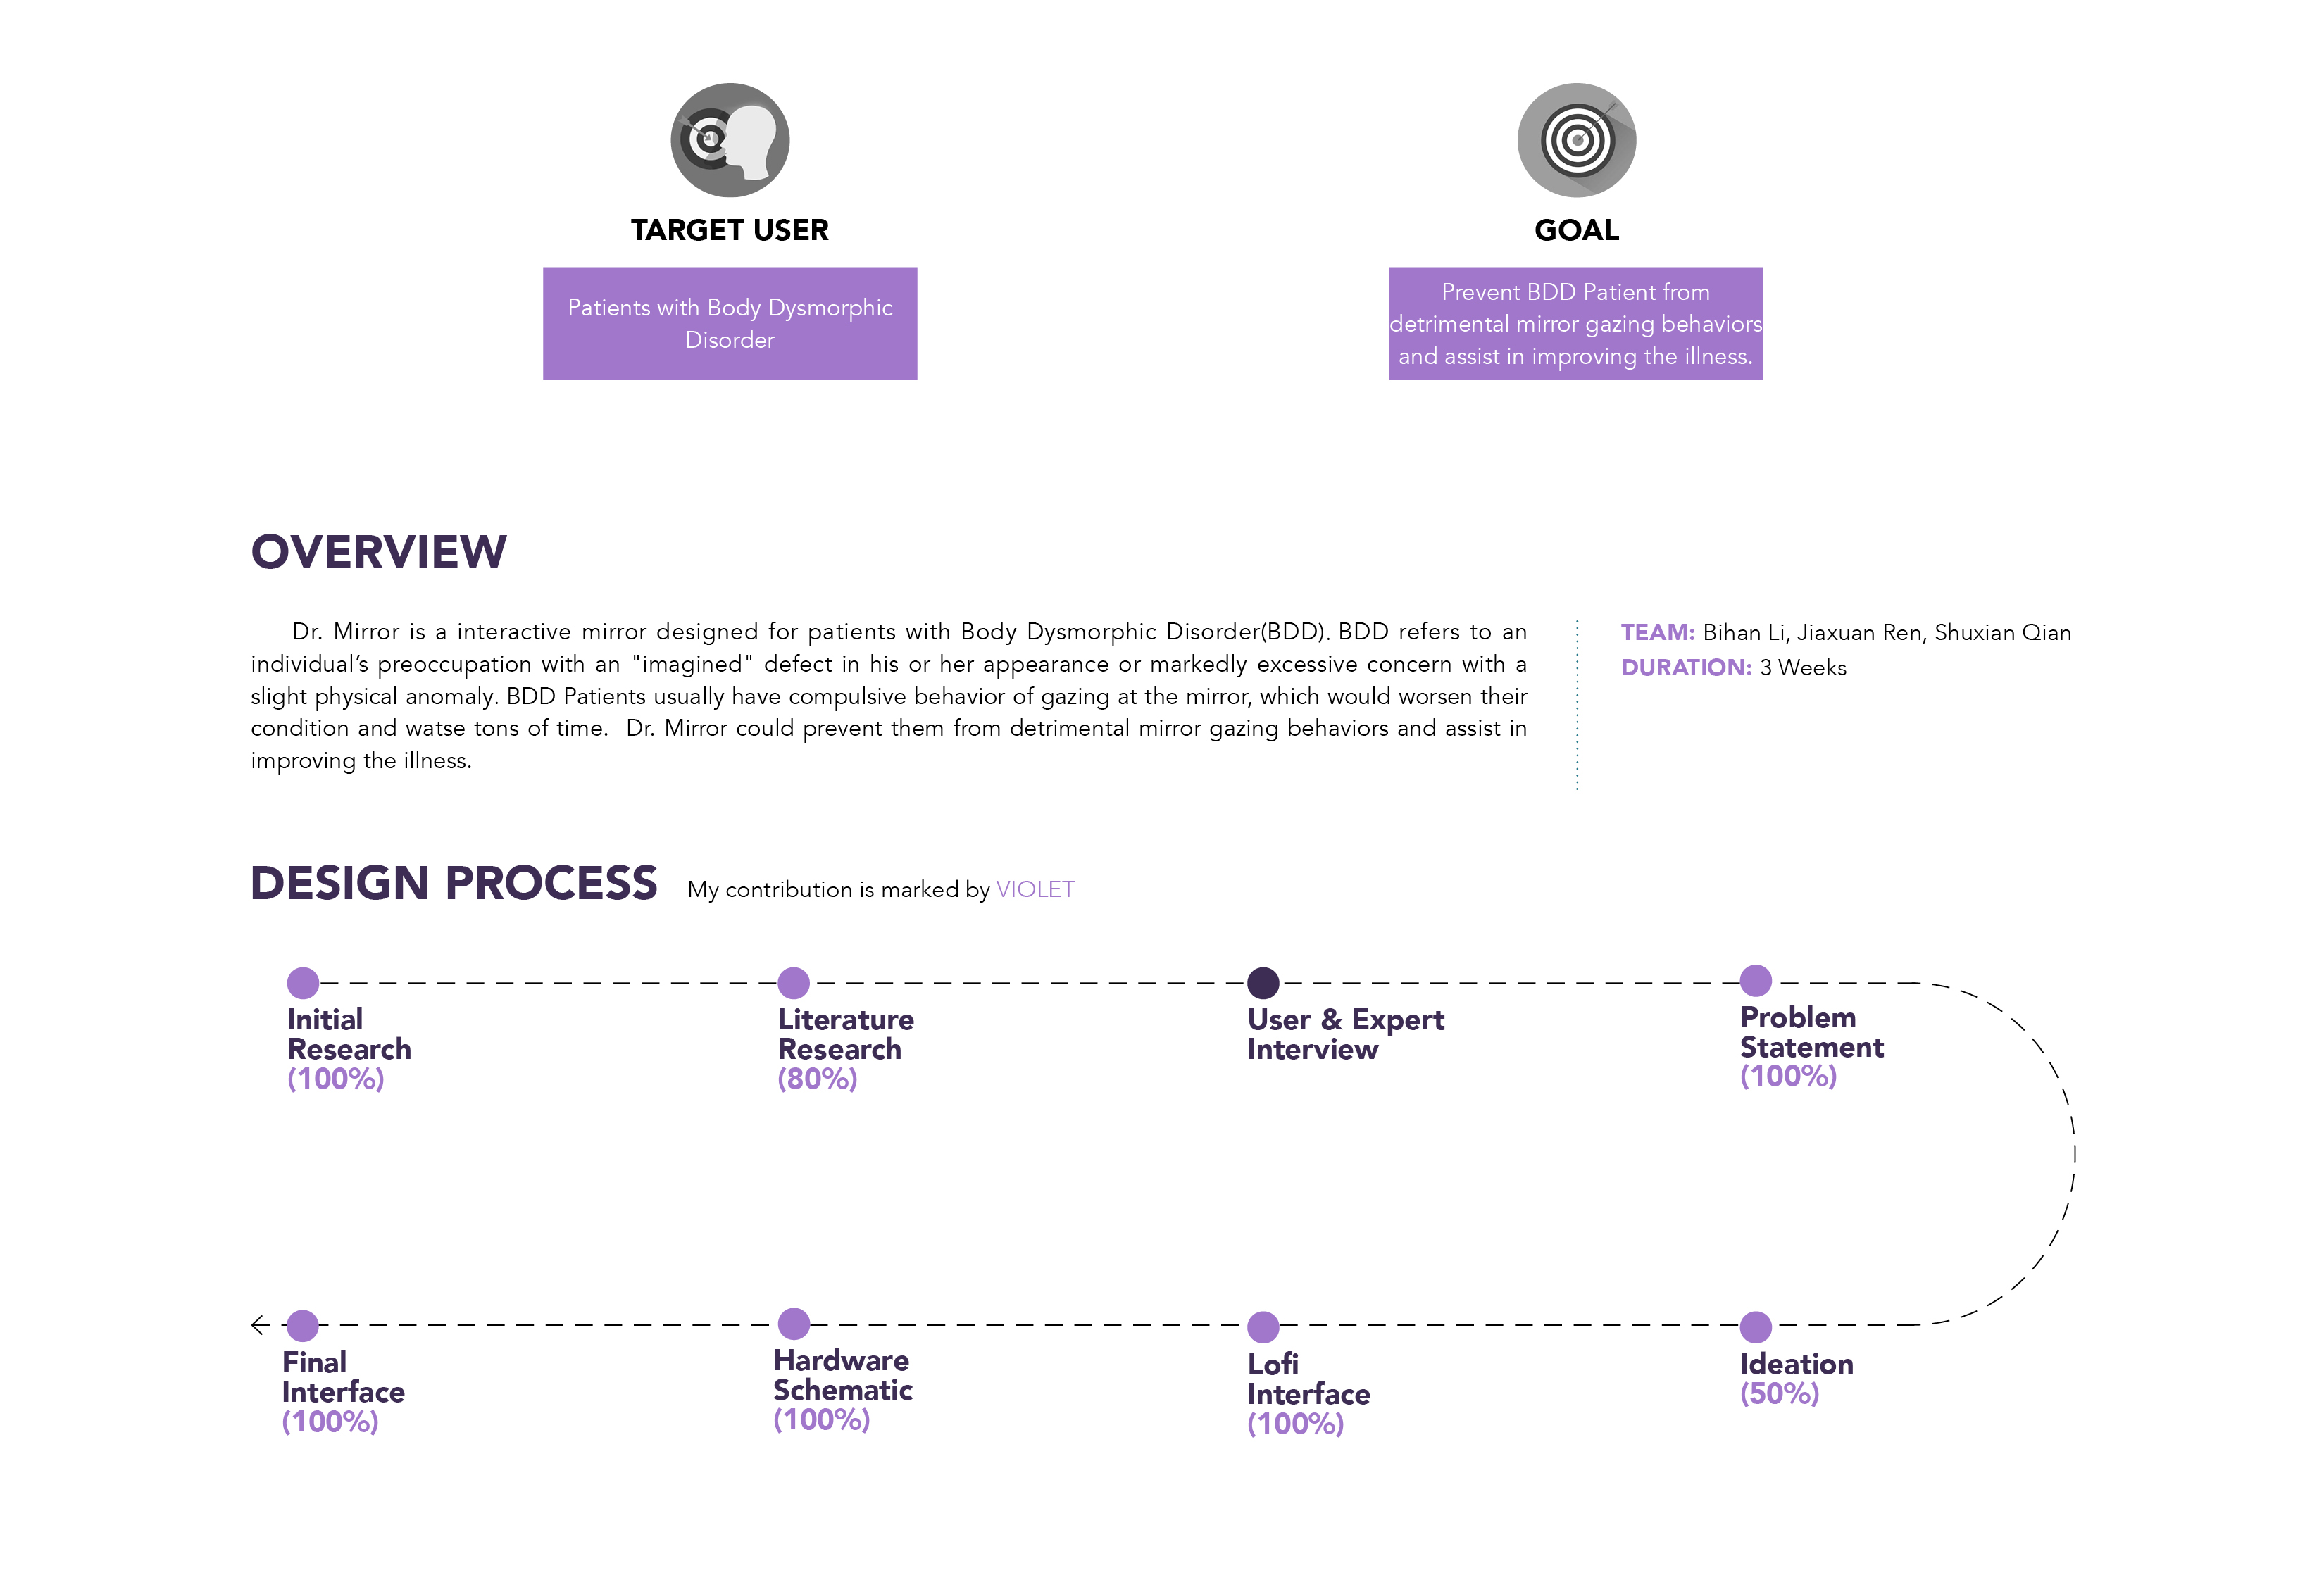 TARGET USER
Patients with Body Dysmorphic
Disorder
GOAL
Prevent BDD Patient from
detrimental mirror gazing behaviors
and assist in improving the illness.
OVERVIEW
Dr. Mirror is a interactive mirror designed for patients with Body Dysmorphic Disorder(BDD). BDD refers to an
individual’s preoccupation with an "imagined" defect in his or her appearance or markedly excessive concern with a
slight physical anomaly. BDD Patients usually have compulsive behavior of gazing at the mirror, which would worsen their
condition and watse tons of time. Dr. Mirror could prevent them from detrimental mirror gazing behaviors and assist in
improving the illness.
TEAM: Bihan Li, Jiaxuan Ren, Shuxian Qian
DURATION: 3 Weeks
DESIGN PROCESS My contribution is marked by VIOLET
Initial
Research
(100%)
Literature
Research
(80%)
User & Expert
Interview
Problem
Statement
(100%)
Final
Interface
(100%)
Hardware
Schematic
(100%)
Lofi
Interface
(100%)
Ideation
(50%)